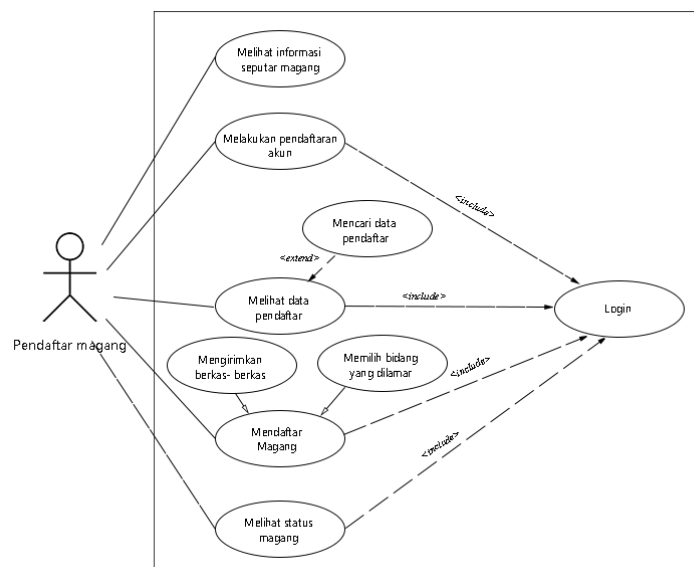 Melihat informasi
seputar magang
Melakukan pendaftaran
akun
<include>
Mencari data
pendaftar
<extend>
Melihat data
pendaftar
<include>
Login
Pendaftar magang
Mengirimkan
berkas- berkas
Memilih bidang
yang dilamar
<include>
Mendaftar
Magang
<include>
Melihat status
magang